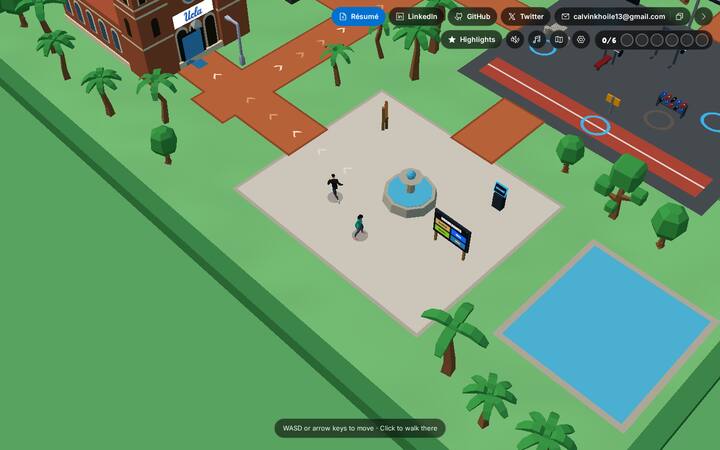 Résumé
LinkedIn
GitHub
Twitter
calvinkhoile13@gmail.com
Highlights
0/6
Ucla
WASD or arrow keys to move · Click to walk there